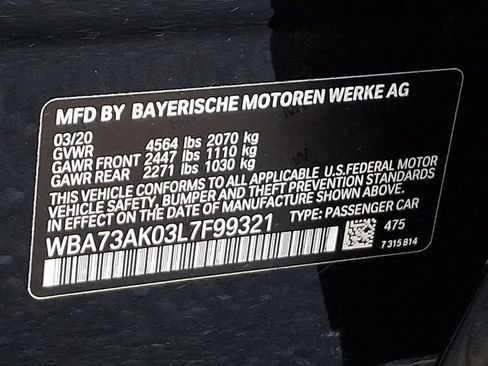 MFD BY BAYERISCHE MOTOREN WERKE AG
03/20
GVWR 4564 lbs 2070 kg
GAWR FRONT 2447 lbs 1110 kg
GAWR REAR 2271 lbs 1030 kg
THIS VEHICLE CONFORMS TO ALL APPLICABLE U.S.FEDERAL MOTOR
VEHICLE SAFETY, BUMPER AND THEFT PREVENTION STANDARDS
IN EFFECT ON THE DATE OF MANUFACTURE SHOWN ABOVE.
WBA73AK03L7F99321 TYPE: PASSENGER CAR
475
7 315 814